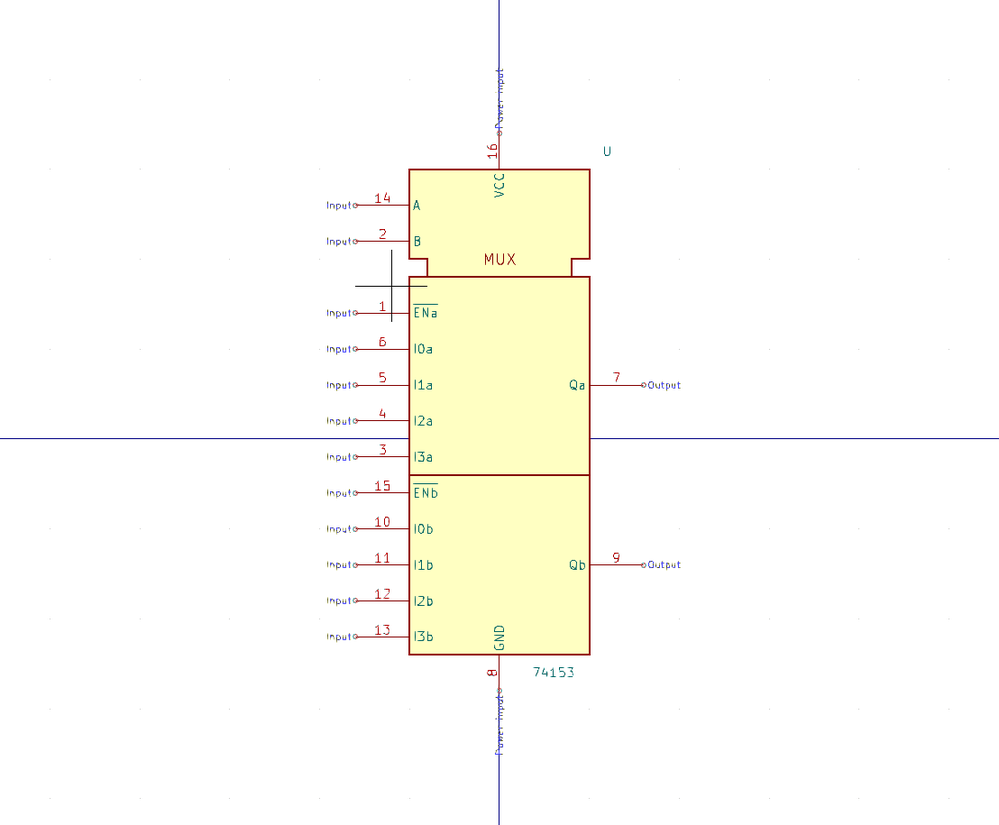 Power input
16
U
VCC
Input 14 A
Input 2 B
MUX
Input 1 ENa
Input 6 I0a
Input 5 I1a Qa 7 Output
Input 4 I2a
Input 3 I3a
Input 15 ENb
Input 10 I0b
Input 11 I1b Qb 9 Output
Input 12 I2b
Input 13 I3b
GND
8
74153
Power input